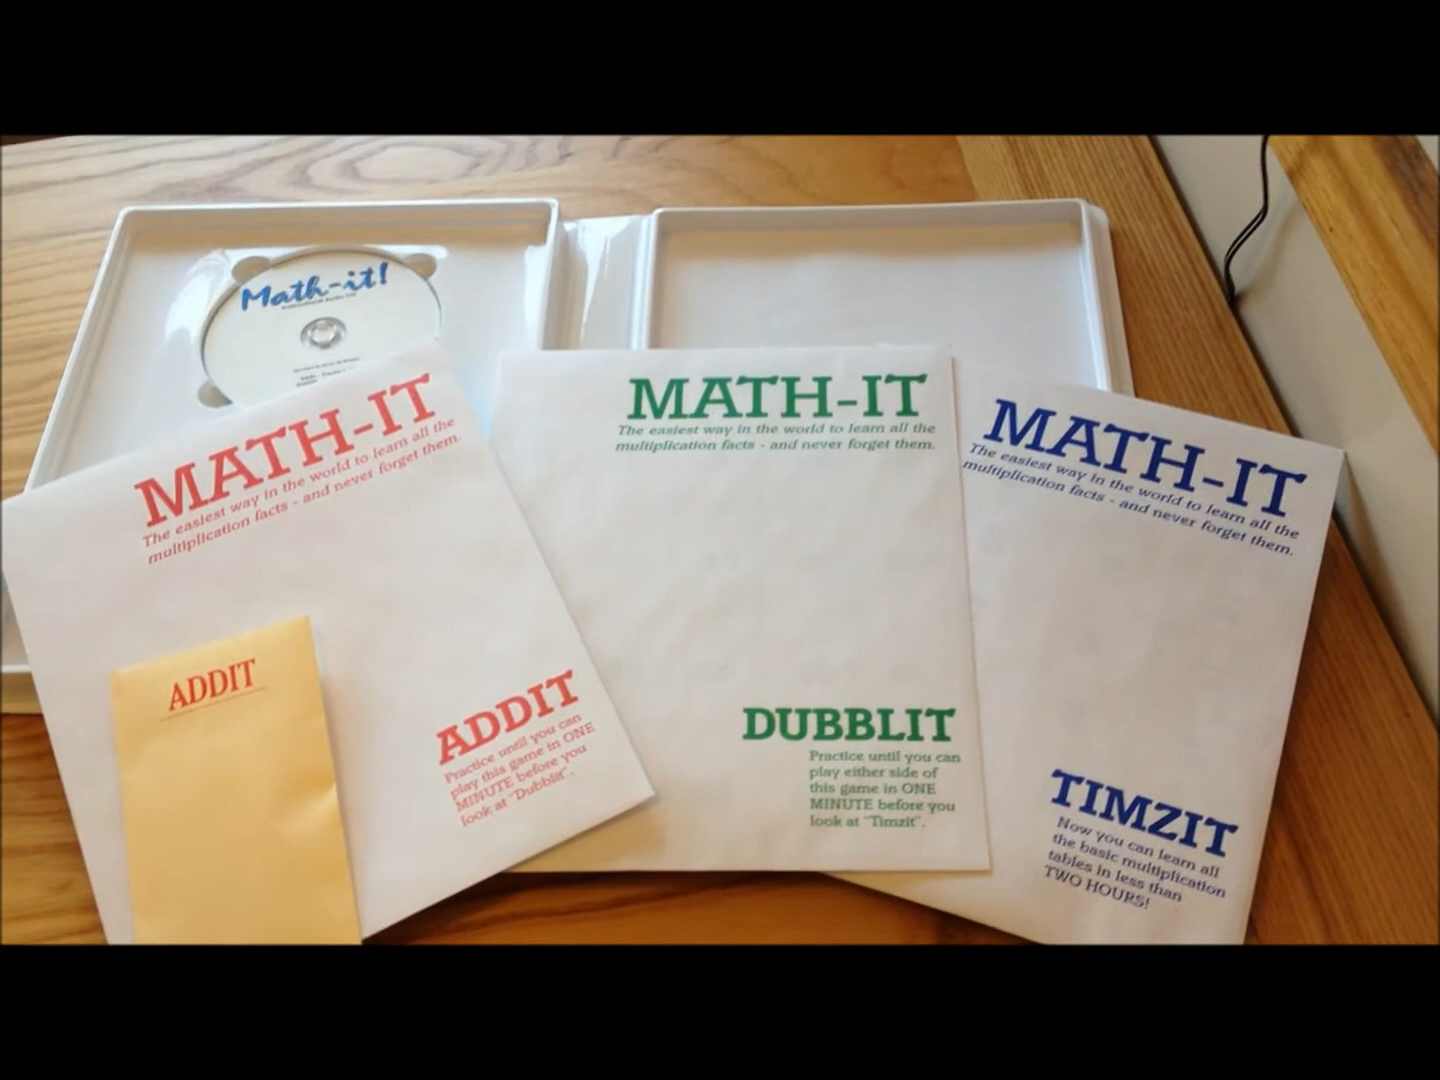 Math-it!
Instructional Audio CD
MATH-IT
The easiest way in the world to learn all the
multiplication facts - and never forget them.
ADDIT
Practice until you can
play this game in ONE
MINUTE before you
look at "Dubblit".
ADDIT
MATH-IT
The easiest way in the world to learn all the
multiplication facts - and never forget them.
DUBBLIT
Practice until you can
play either side of
this game in ONE
MINUTE before you
look at "Timzit".
MATH-IT
The easiest way in the world to learn all the
multiplication facts - and never forget them.
TIMZIT
Now you can learn all
the basic multiplication
tables in less than
TWO HOURS!